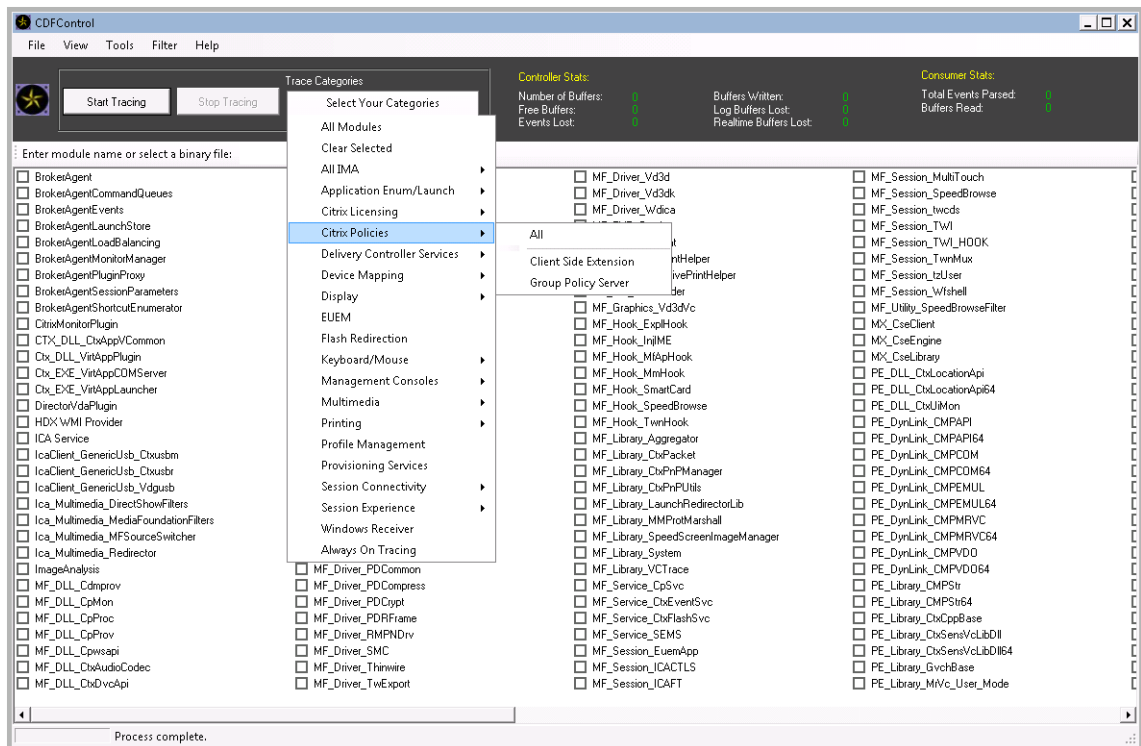 CDFControl
File View Tools Filter Help
Trace Categories
Start Tracing
Stop Tracing
Controller Stats:
Number of Buffers: 0
Free Buffers: 0
Events Lost: 0
Buffers Written: 0
Log Buffers Lost: 0
Realtime Buffers Lost: 0
Consumer Stats:
Total Events Parsed: 0
Buffers Read: 0
Enter module name or select a binary file:
Select Your Categories
All Modules
Clear Selected
All IMA
Application Enum/Launch
Citrix Licensing
Citrix Policies
Delivery Controller Services
Device Mapping
Display
EUEM
Flash Redirection
Keyboard/Mouse
Management Consoles
Multimedia
Printing
Profile Management
Provisioning Services
Session Connectivity
Session Experience
Windows Receiver
Always On Tracing
All
Client Side Extension
Group Policy Server
BrokerAgent
BrokerAgentCommandQueues
BrokerAgentEvents
BrokerAgentLaunchStore
BrokerAgentLoadBalancing
BrokerAgentMonitorManager
BrokerAgentPluginProxy
BrokerAgentSessionParameters
BrokerAgentShortcutEnumerator
CitrixMonitorPlugin
CTX_DLL_CtxAppVCommon
Ctx_DLL_VirtAppPlugin
Ctx_EXE_VirtAppCOMServer
Ctx_EXE_VirtAppLauncher
DirectorVdaPlugin
HDX WMI Provider
ICA Service
IcaClient_GenericUsb_Ctxusbm
IcaClient_GenericUsb_Ctxusbr
IcaClient_GenericUsb_Vdgusb
Ica_Multimedia_DirectShowFilters
Ica_Multimedia_MediaFoundationFilters
Ica_Multimedia_MFSourceSwitcher
Ica_Multimedia_Redirector
ImageAnalysis
MF_DLL_Cdmprov
MF_DLL_CpMon
MF_DLL_CpProc
MF_DLL_CpProv
MF_DLL_Cpwsapi
MF_DLL_CtxAudioCodec
MF_DLL_CtxDvcApi
MF_Driver_PDCommon
MF_Driver_PDCompress
MF_Driver_PDCrypt
MF_Driver_PDRFrame
MF_Driver_RMPNDrv
MF_Driver_SMC
MF_Driver_Thinwire
MF_Driver_TwExport
MF_Driver_Vd3d
MF_Driver_Vd3dk
MF_Driver_Wdica
ntHelper
ivePrintHelper
der
MF_Graphics_Vd3dVc
MF_Hook_ExplHook
MF_Hook_InjIME
MF_Hook_MfApHook
MF_Hook_MmHook
MF_Hook_SmartCard
MF_Hook_SpeedBrowse
MF_Hook_TwnHook
MF_Library_Aggregator
MF_Library_CtxPacket
MF_Library_CtxPnPManager
MF_Library_CtxPnPUtils
MF_Library_LaunchRedirectorLib
MF_Library_MMProtMarshall
MF_Library_SpeedScreenImageManager
MF_Library_System
MF_Library_VCTrace
MF_Service_CpSvc
MF_Service_CtxEventSvc
MF_Service_CtxFlashSvc
MF_Service_SEMS
MF_Session_EuemApp
MF_Session_ICACTLS
MF_Session_ICAFT
MF_Session_MultiTouch
MF_Session_SpeedBrowse
MF_Session_twcds
MF_Session_TWI
MF_Session_TWI_HOOK
MF_Session_TwnMux
MF_Session_tzUser
MF_Session_Wfshell
MF_Utility_SpeedBrowseFilter
MX_CseClient
MX_CseEngine
MX_CseLibrary
PE_DLL_CtxLocationApi
PE_DLL_CtxLocationApi64
PE_DLL_CtxUiMon
PE_DynLink_CMPAPI
PE_DynLink_CMPAPI64
PE_DynLink_CMPCOM
PE_DynLink_CMPCOM64
PE_DynLink_CMPEMUL
PE_DynLink_CMPEMUL64
PE_DynLink_CMPMRVC
PE_DynLink_CMPMRVC64
PE_DynLink_CMPVDO
PE_DynLink_CMPVDO64
PE_Library_CMPStr
PE_Library_CMPStr64
PE_Library_CtxCppBase
PE_Library_CtxSensVcLibDll
PE_Library_CtxSensVcLibDll64
PE_Library_GvchBase
PE_Library_MrVc_User_Mode
Process complete.